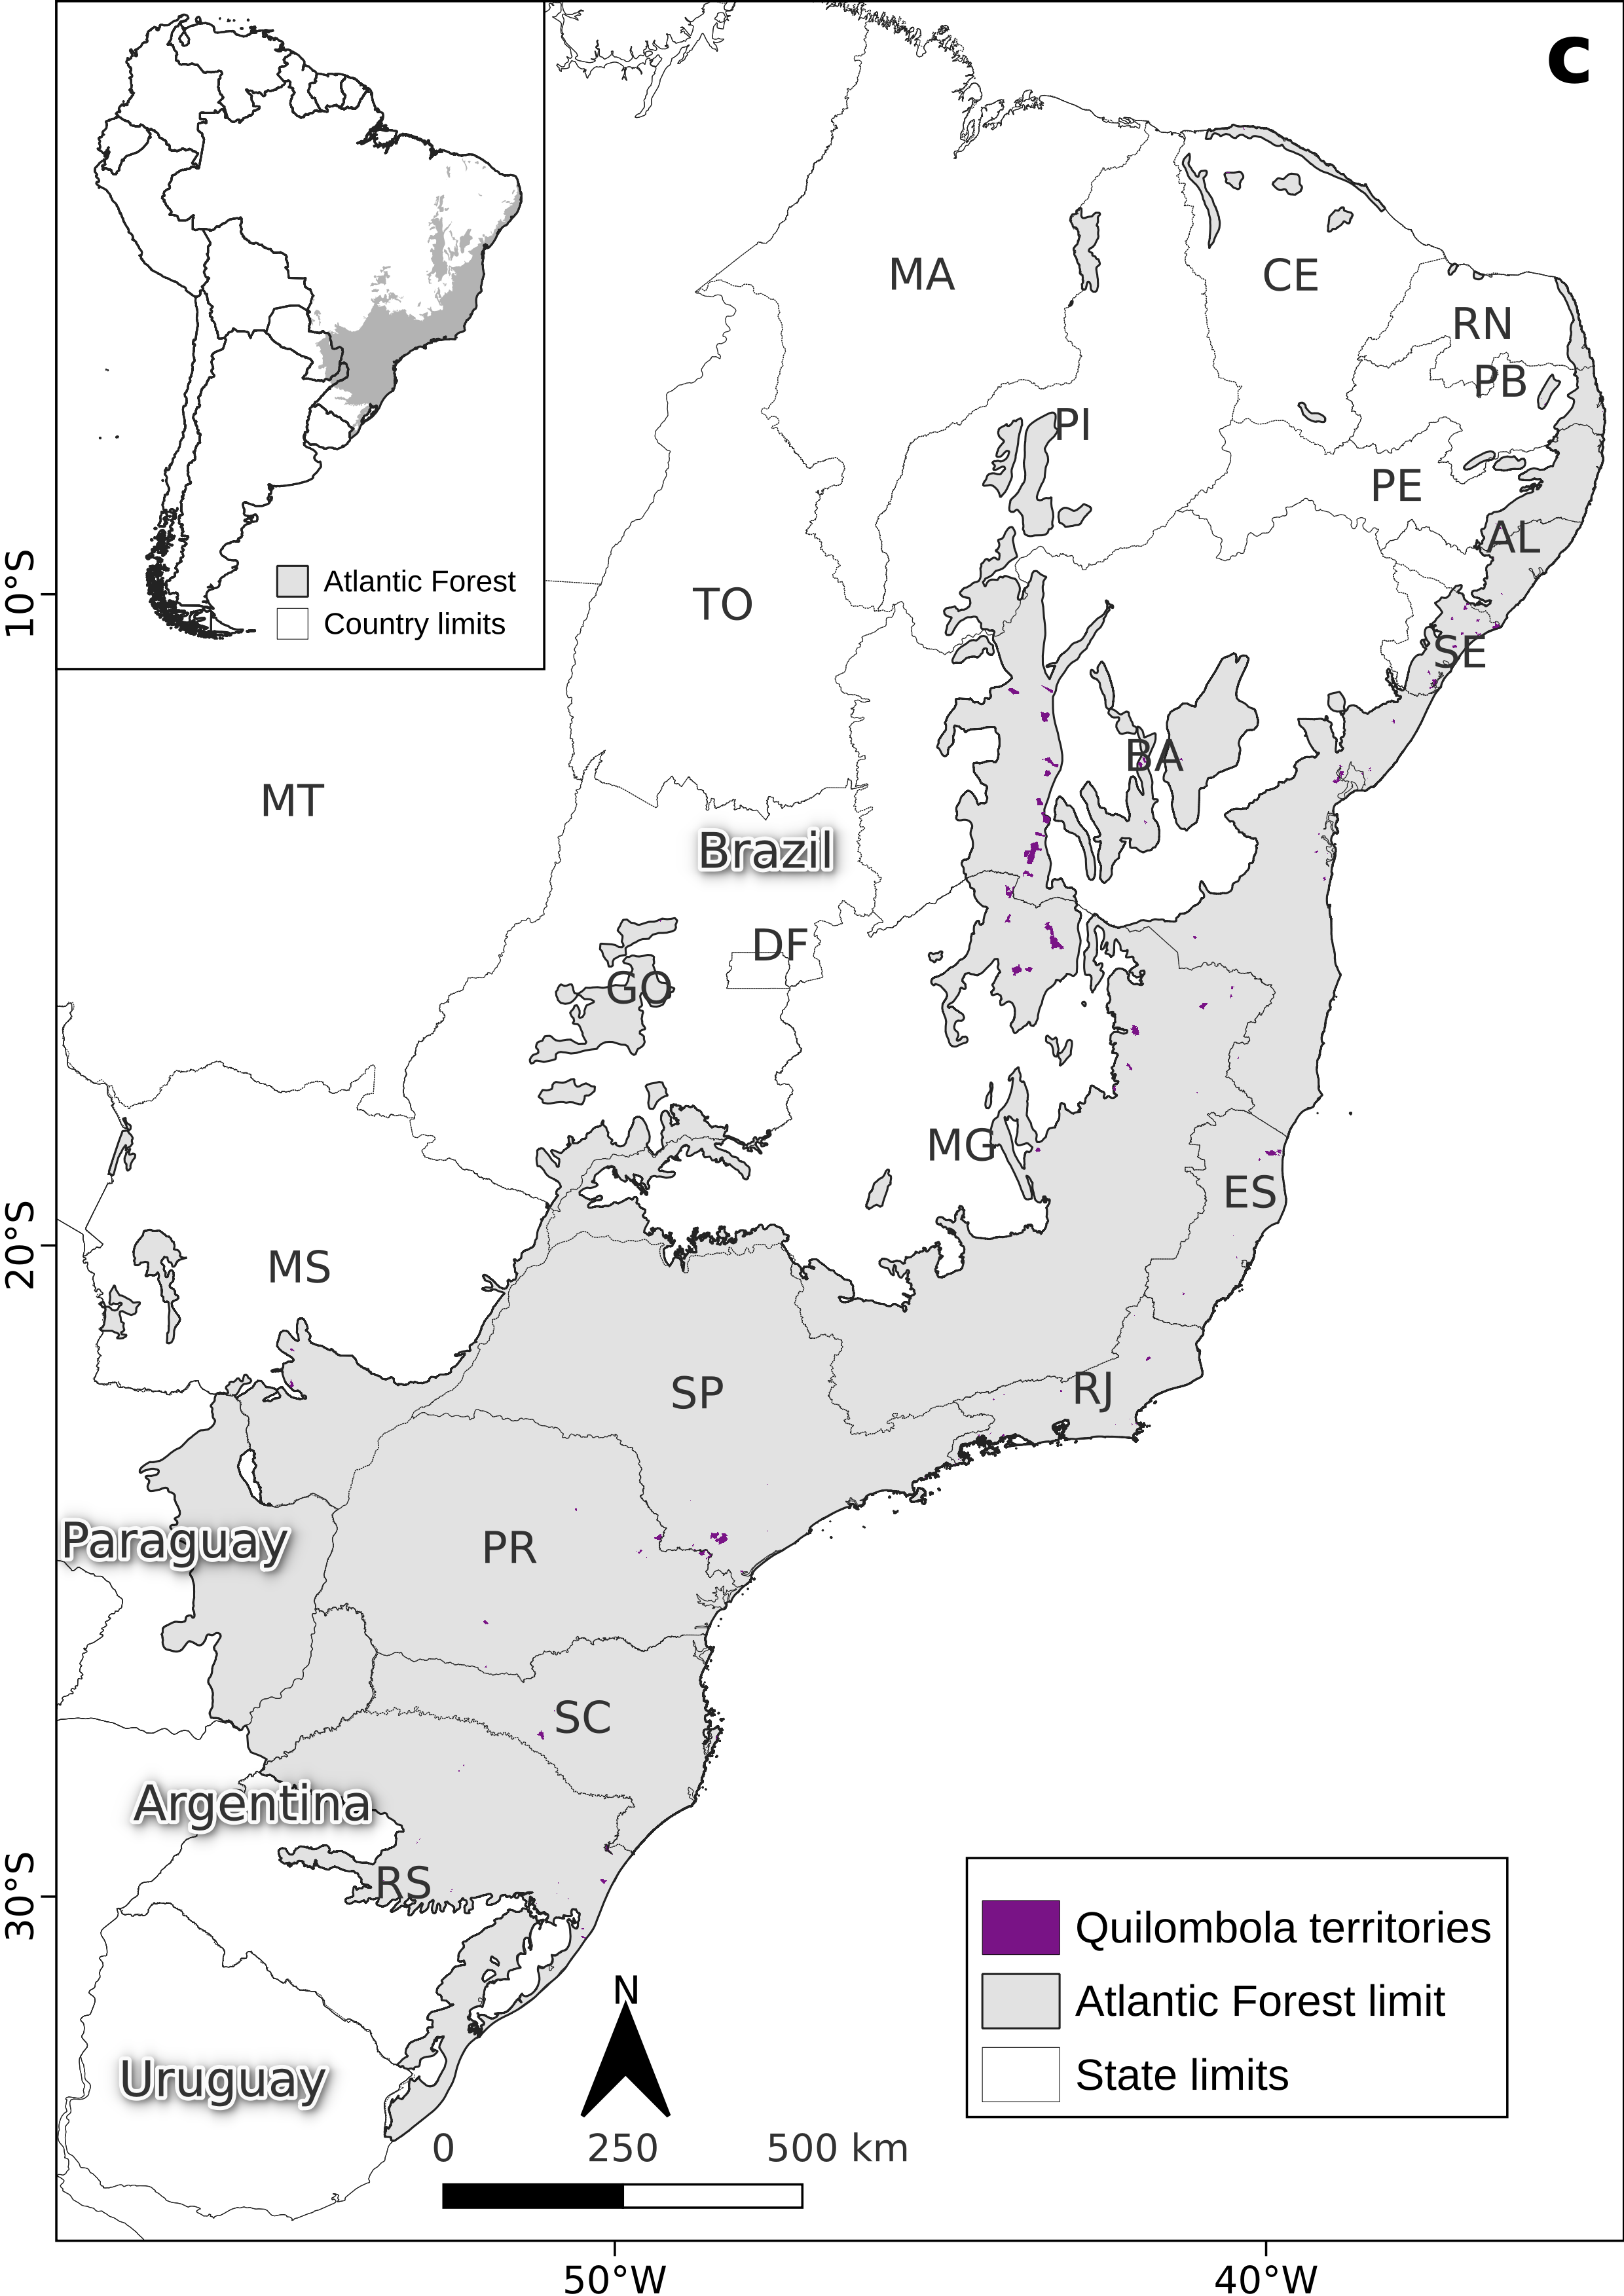 c
Atlantic Forest
Country limits
MA
CE
RN
PB
PI
PE
AL
10°S
TO
SE
BA
MT
Brazil
DF
GO
MG
ES
20°S
MS
SP
RJ
Paraguay
PR
SC
Argentina
RS
30°S
Quilombola territories
Atlantic Forest limit
State limits
N
Uruguay
0 250 500 km
50°W 40°W